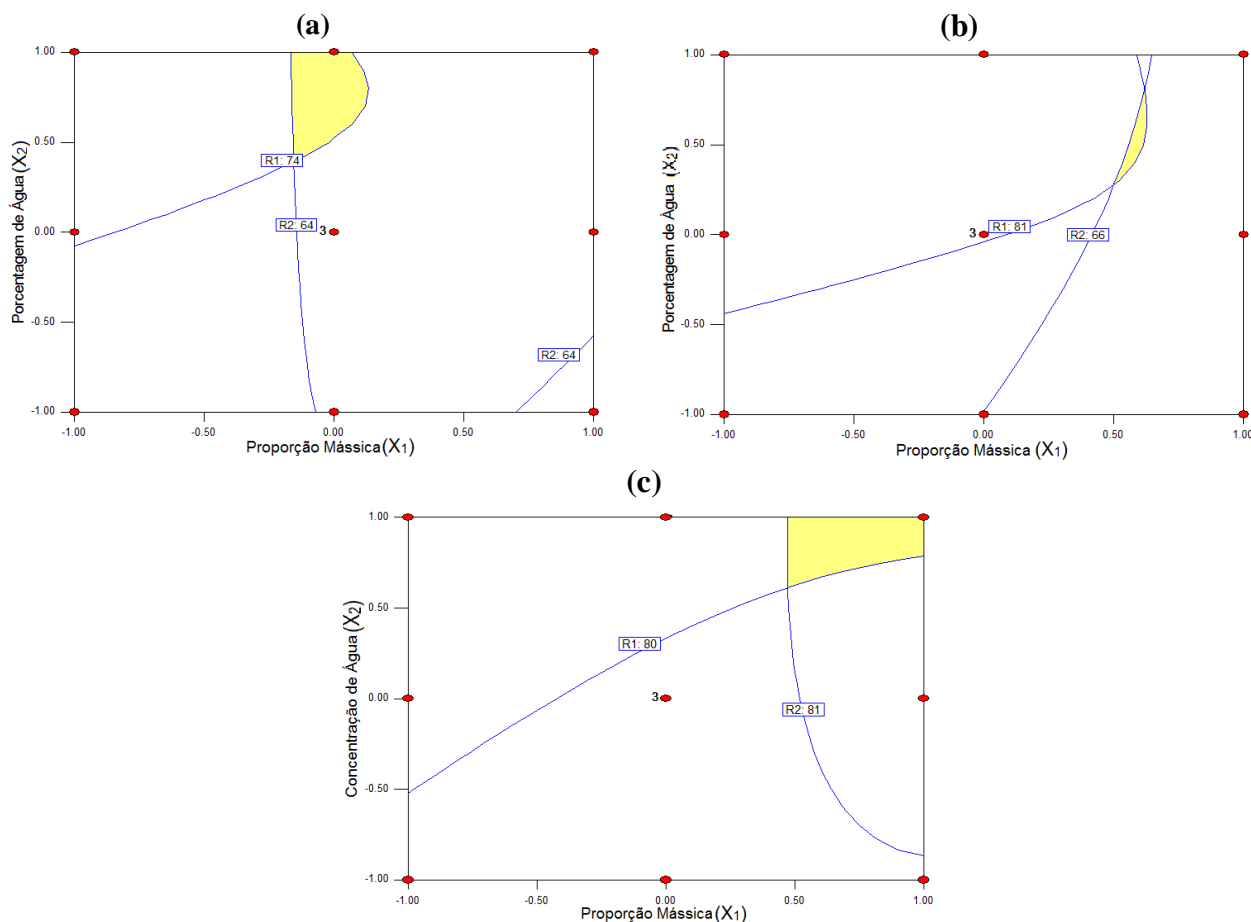 (a)
1.00
0.50
0.00
-0.50
-1.00
Porcentagem de Água (X2)
R1: 74
R2: 64
3
R2: 64
-1.00 -0.50 0.00 0.50 1.00
Proporção Mássica (X1)
(b)
1.00
0.50
0.00
-0.50
-1.00
Porcentagem de Água (X2)
3
R1: 81
R2: 66
-1.00 -0.50 0.00 0.50 1.00
Proporção Mássica (X1)
(c)
1.00
0.50
0.00
-0.50
-1.00
Concentração de Água (X2)
R1: 80
3
R2: 81
-1.00 -0.50 0.00 0.50 1.00
Proporção Mássica (X1)